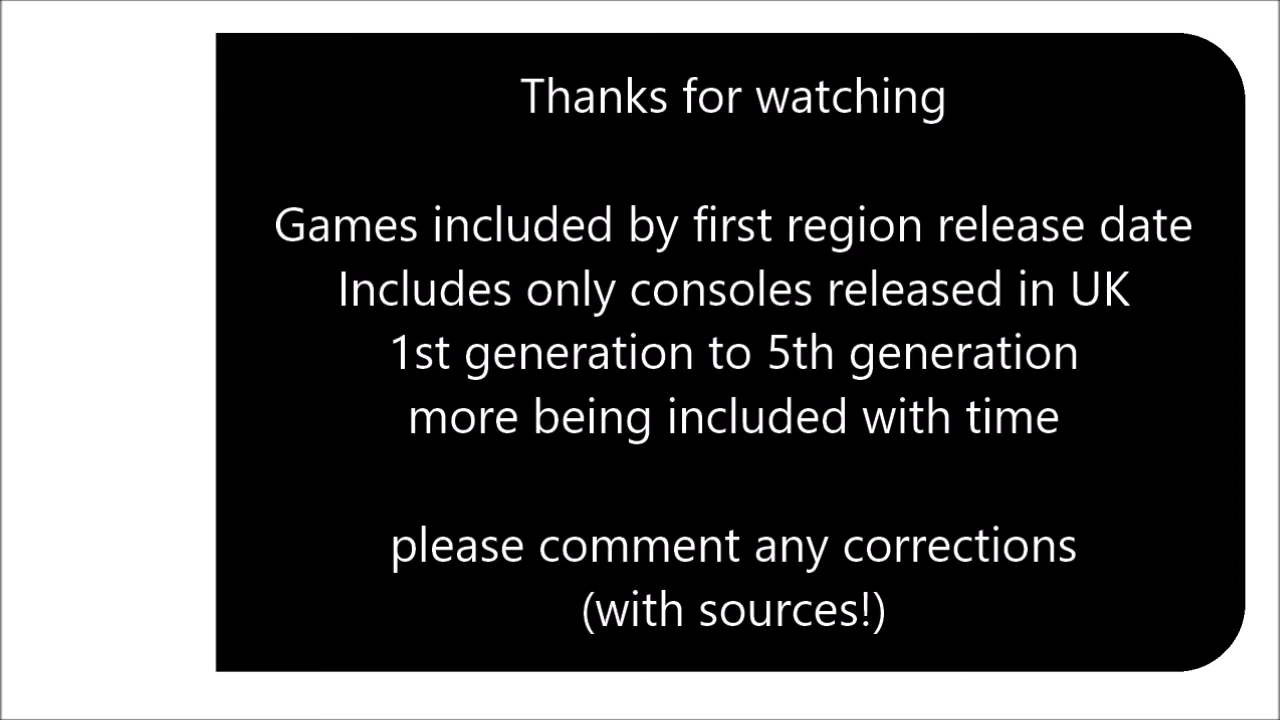 Thanks for watching
Games included by first region release date
Includes only consoles released in UK
1st generation to 5th generation
more being included with time
please comment any corrections
(with sources!)